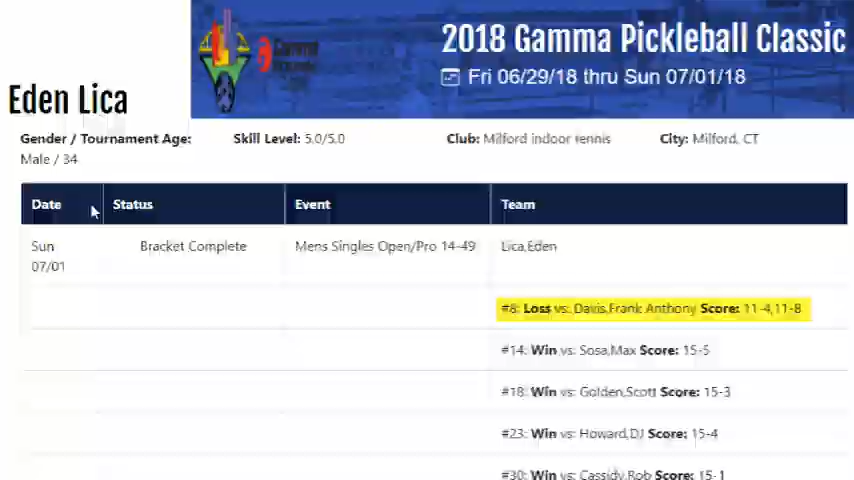 2018 Gamma Pickleball Classic
Fri 06/29/18 thru Sun 07/01/18
Eden Lica
Gender / Tournament Age: Skill Level: 5.0/5.0 Club: Milford indoor tennis City: Milford, CT
Male / 34
Date Status Event Team
Sun Bracket Complete Mens Singles Open/Pro 14-49 Lica,Eden
07/01
#8: Loss vs: Davis,Frank Anthony Score: 11-4,11-8
#14: Win vs: Sosa,Max Score: 15-5
#18: Win vs: Golden,Scott Score: 15-3
#23: Win vs: Howard,DJ Score: 15-4
#30: Win vs: Cassidy,Rob Score: 15-1